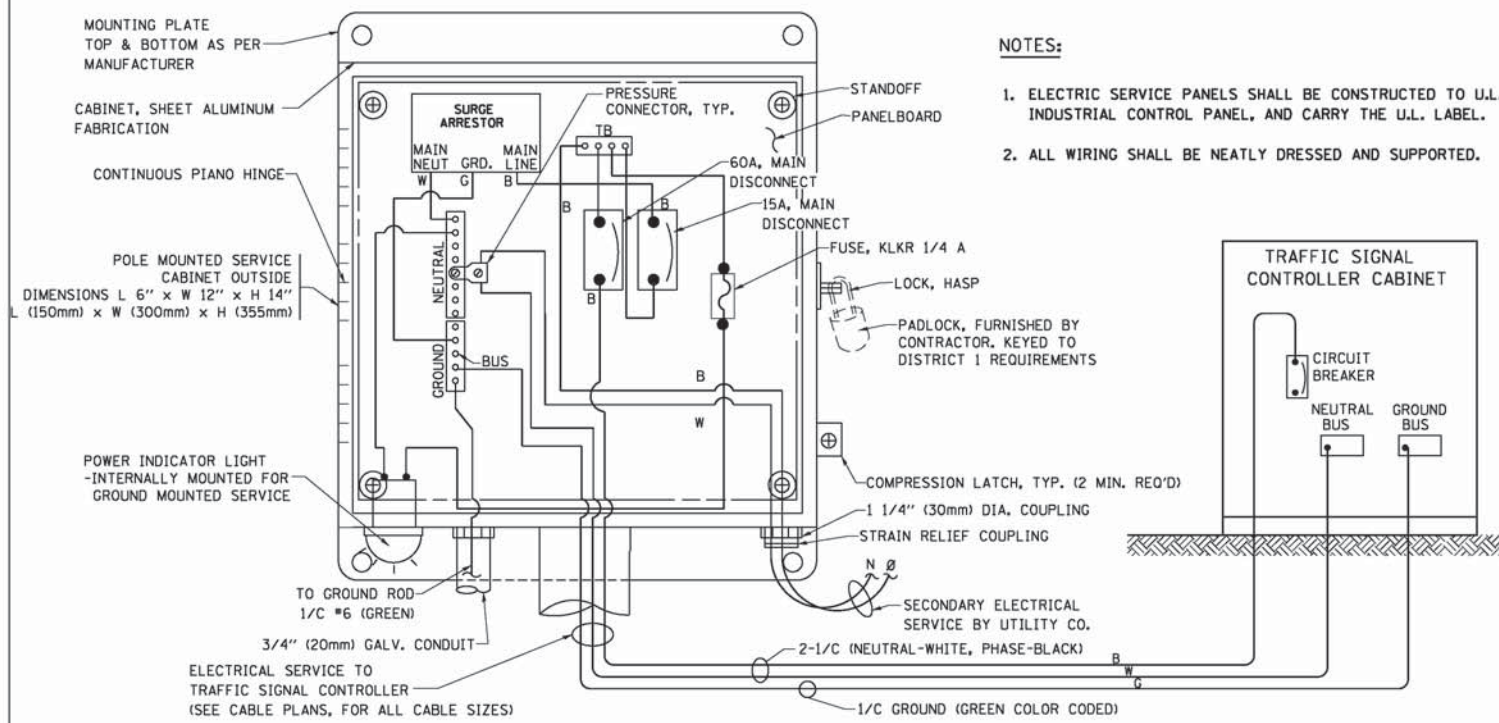 MOUNTING PLATE
TOP & BOTTOM AS PER
MANUFACTURER
CABINET, SHEET ALUMINUM
FABRICATION
CONTINUOUS PIANO HINGE
POLE MOUNTED SERVICE
CABINET OUTSIDE
DIMENSIONS L 6" x W 12" x H 14"
L (150mm) x W (300mm) x H (355mm)
POWER INDICATOR LIGHT
-INTERNALLY MOUNTED FOR
GROUND MOUNTED SERVICE
SURGE
ARRESTOR
MAIN
NEUT
GRD.
MAIN
LINE
W
G
B
PRESSURE
CONNECTOR, TYP.
TB
60A, MAIN
DISCONNECT
15A, MAIN
DISCONNECT
B
B
B
NEUTRAL
GROUND
BUS
B
W
STANDOFF
PANELBOARD
FUSE, KLKR 1/4 A
LOCK, HASP
PADLOCK, FURNISHED BY
CONTRACTOR. KEYED TO
DISTRICT 1 REQUIREMENTS
COMPRESSION LATCH, TYP. (2 MIN. REQ'D)
1 1/4" (30mm) DIA. COUPLING
STRAIN RELIEF COUPLING
N Ø
SECONDARY ELECTRICAL
SERVICE BY UTILITY CO.
TO GROUND ROD
1/C #6 (GREEN)
3/4" (20mm) GALV. CONDUIT
ELECTRICAL SERVICE TO
TRAFFIC SIGNAL CONTROLLER
(SEE CABLE PLANS, FOR ALL CABLE SIZES)
2-1/C (NEUTRAL-WHITE, PHASE-BLACK)
B
W
G
1/C GROUND (GREEN COLOR CODED)
NOTES:
1. ELECTRIC SERVICE PANELS SHALL BE CONSTRUCTED TO U.L.
INDUSTRIAL CONTROL PANEL, AND CARRY THE U.L. LABEL.
2. ALL WIRING SHALL BE NEATLY DRESSED AND SUPPORTED.
TRAFFIC SIGNAL
CONTROLLER CABINET
CIRCUIT
BREAKER
NEUTRAL
BUS
GROUND
BUS